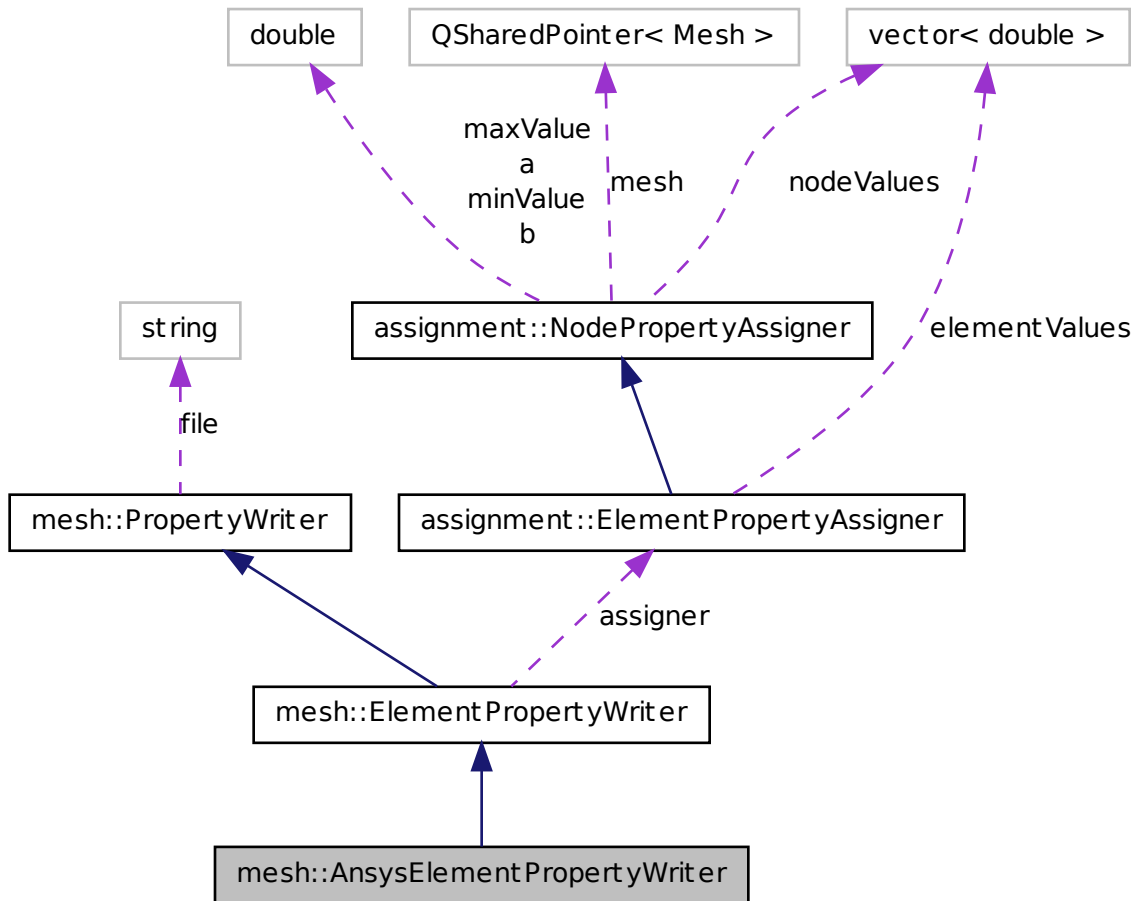 double
QSharedPointer< Mesh >
vector< double >
maxValue
a
minValue
b
mesh
nodeValues
string
assignment::NodePropertyAssigner
elementValues
file
mesh::PropertyWriter
assignment::ElementPropertyAssigner
assigner
mesh::ElementPropertyWriter
mesh::AnsysElementPropertyWriter